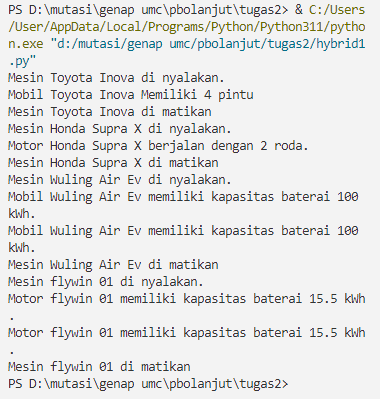 PS D:\mutasi\genap umc\pbolanjut\tugas2> & C:/Users
/User/AppData/Local/Programs/Python/Python311/pytho
n.exe "d:/mutasi/genap umc/pbolanjut/tugas2/hybrid1
.py"
Mesin Toyota Inova di nyalakan.
Mobil Toyota Inova Memiliki 4 pintu
Mesin Toyota Inova di matikan
Mesin Honda Supra X di nyalakan.
Motor Honda Supra X berjalan dengan 2 roda.
Mesin Honda Supra X di matikan
Mesin Wuling Air Ev di nyalakan.
Mobil Wuling Air Ev memiliki kapasitas baterai 100
kWh.
Mobil Wuling Air Ev memiliki kapasitas baterai 100
kWh.
Mesin Wuling Air Ev di matikan
Mesin flywin 01 di nyalakan.
Motor flywin 01 memiliki kapasitas baterai 15.5 kWh
.
Motor flywin 01 memiliki kapasitas baterai 15.5 kWh
.
Mesin flywin 01 di matikan
PS D:\mutasi\genap umc\pbolanjut\tugas2>